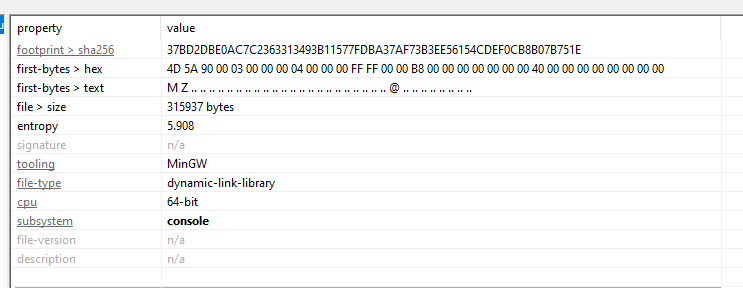 property value
footprint > sha256 37BD2DBE0AC7C2363313493B11577FDBA37AF73B3EE56154CDEF0CB8B07B751E
first-bytes > hex 4D 5A 90 00 03 00 00 00 04 00 00 00 FF FF 00 00 B8 00 00 00 00 00 00 00 40 00 00 00 00 00 00 00
first-bytes > text M Z .. .. .. .. .. .. .. .. .. .. .. .. .. .. .. .. .. .. .. .. .. .. @ .. .. .. .. .. .. ..
file > size 315937 bytes
entropy 5.908
signature n/a
tooling MinGW
file-type dynamic-link-library
cpu 64-bit
subsystem console
file-version n/a
description n/a